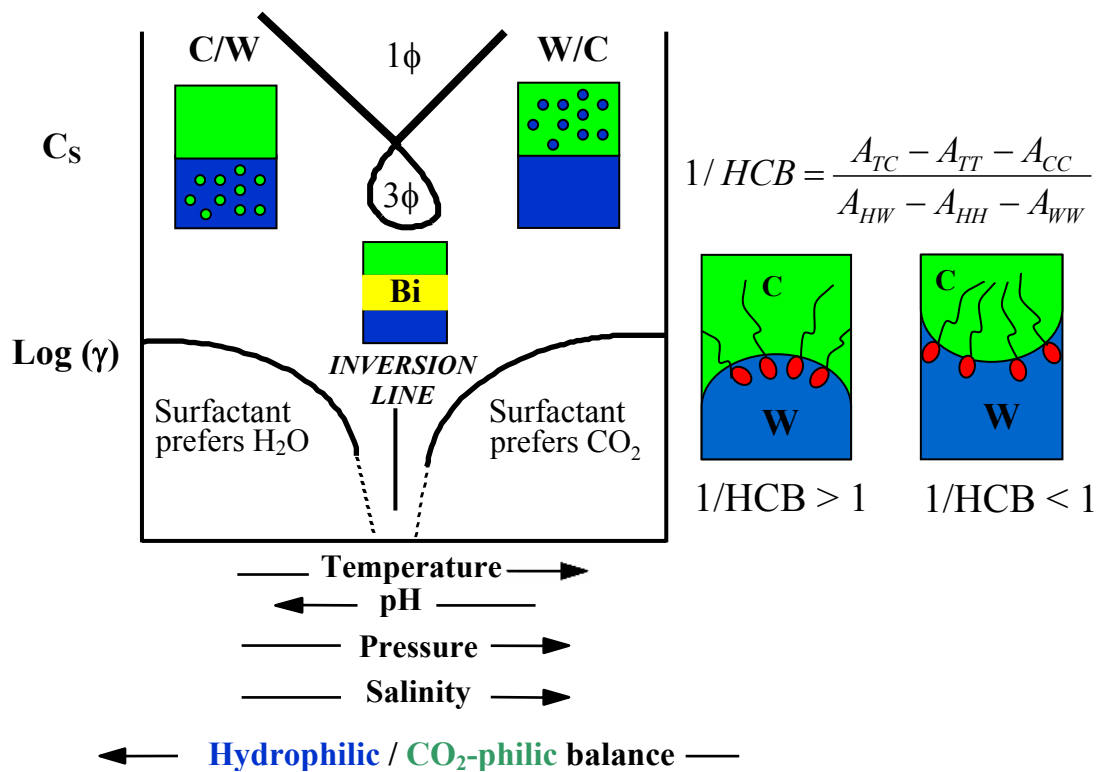 C/W
1ϕ
W/C
C_S
3ϕ
1/HCB = (A_TC − A_TT − A_CC) / (A_HW − A_HH − A_WW)
Bi
Log (γ)
INVERSION
LINE
Surfactant
prefers H₂O
Surfactant
prefers CO₂
C
W
C
W
1/HCB > 1
1/HCB < 1
Temperature
pH
Pressure
Salinity
Hydrophilic / CO₂-philic balance